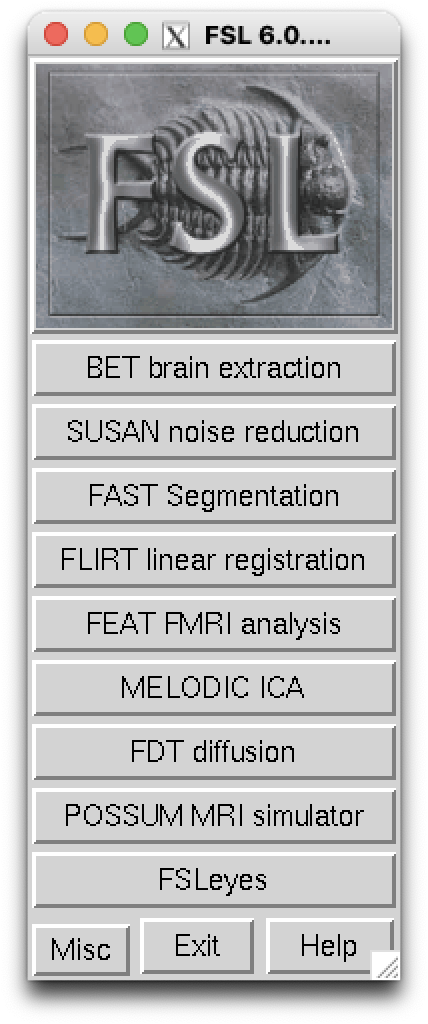 FSL 6.0....
FSL
BET brain extraction
SUSAN noise reduction
FAST Segmentation
FLIRT linear registration
FEAT FMRI analysis
MELODIC ICA
FDT diffusion
POSSUM MRI simulator
FSLeyes
Misc Exit Help